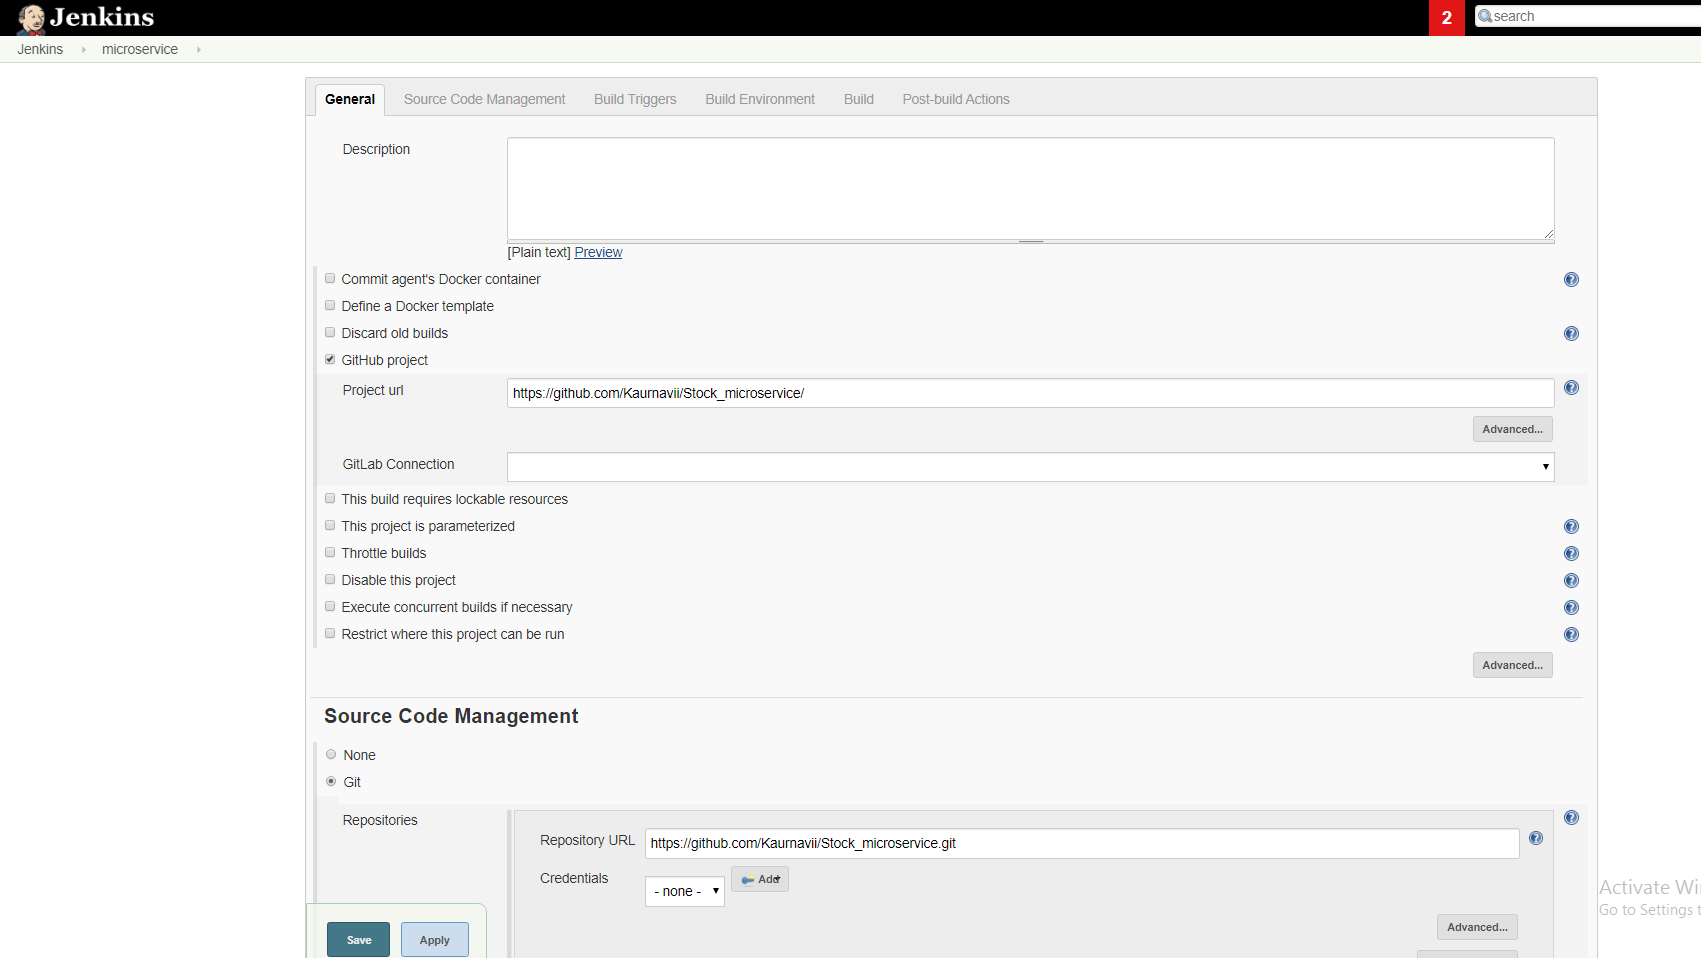 Jenkins
2
search
Jenkins
microservice
General
Source Code Management
Build Triggers
Build Environment
Build
Post-build Actions
Description
[Plain text] Preview
Commit agent's Docker container
Define a Docker template
Discard old builds
GitHub project
Project url
https://github.com/Kaurnavii/Stock_microservice/
Advanced...
GitLab Connection
This build requires lockable resources
This project is parameterized
Throttle builds
Disable this project
Execute concurrent builds if necessary
Restrict where this project can be run
Advanced...
Source Code Management
None
Git
Repositories
Repository URL
https://github.com/Kaurnavii/Stock_microservice.git
Credentials
- none -
Add
Advanced...
Save
Apply
Activate Wi
Go to Settings t